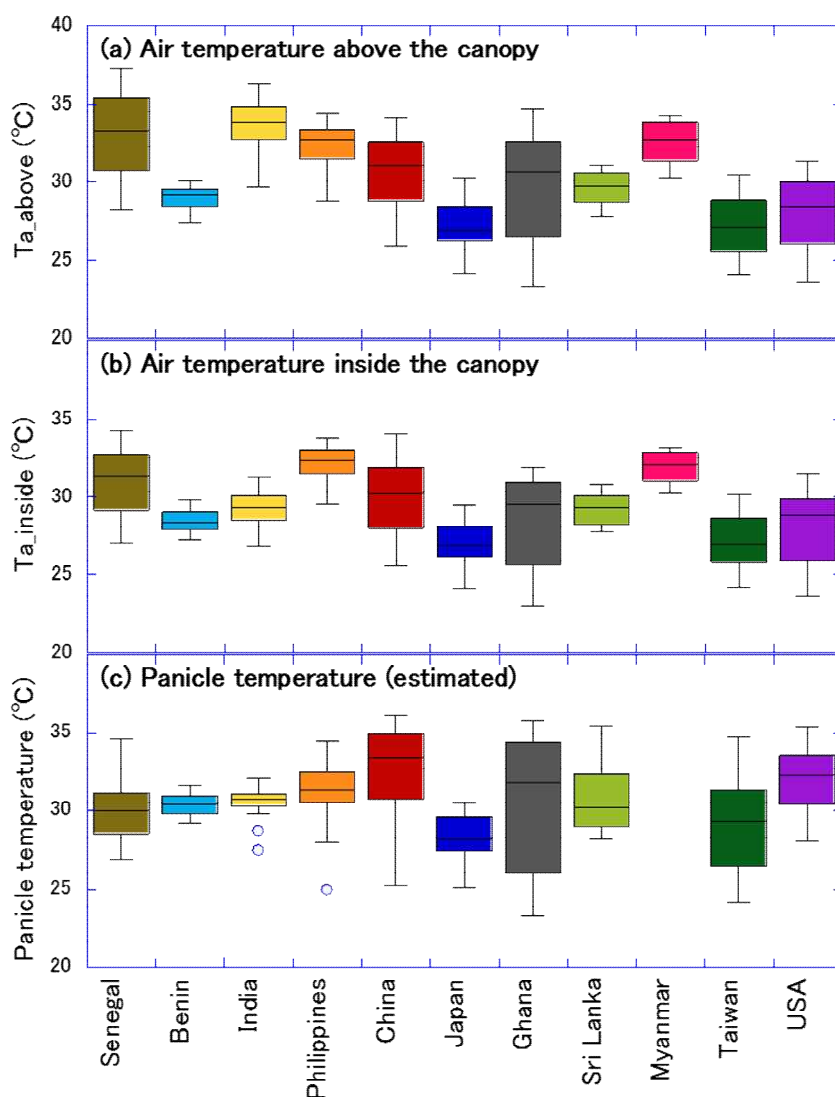 (a) Air temperature above the canopy
Ta_above (°C)
40
35
30
25
20
(b) Air temperature inside the canopy
Ta_inside (°C)
35
30
25
20
(c) Panicle temperature (estimated)
Panicle temperature (°C)
35
30
25
20
Senegal
Benin
India
Philippines
China
Japan
Ghana
Sri Lanka
Myanmar
Taiwan
USA